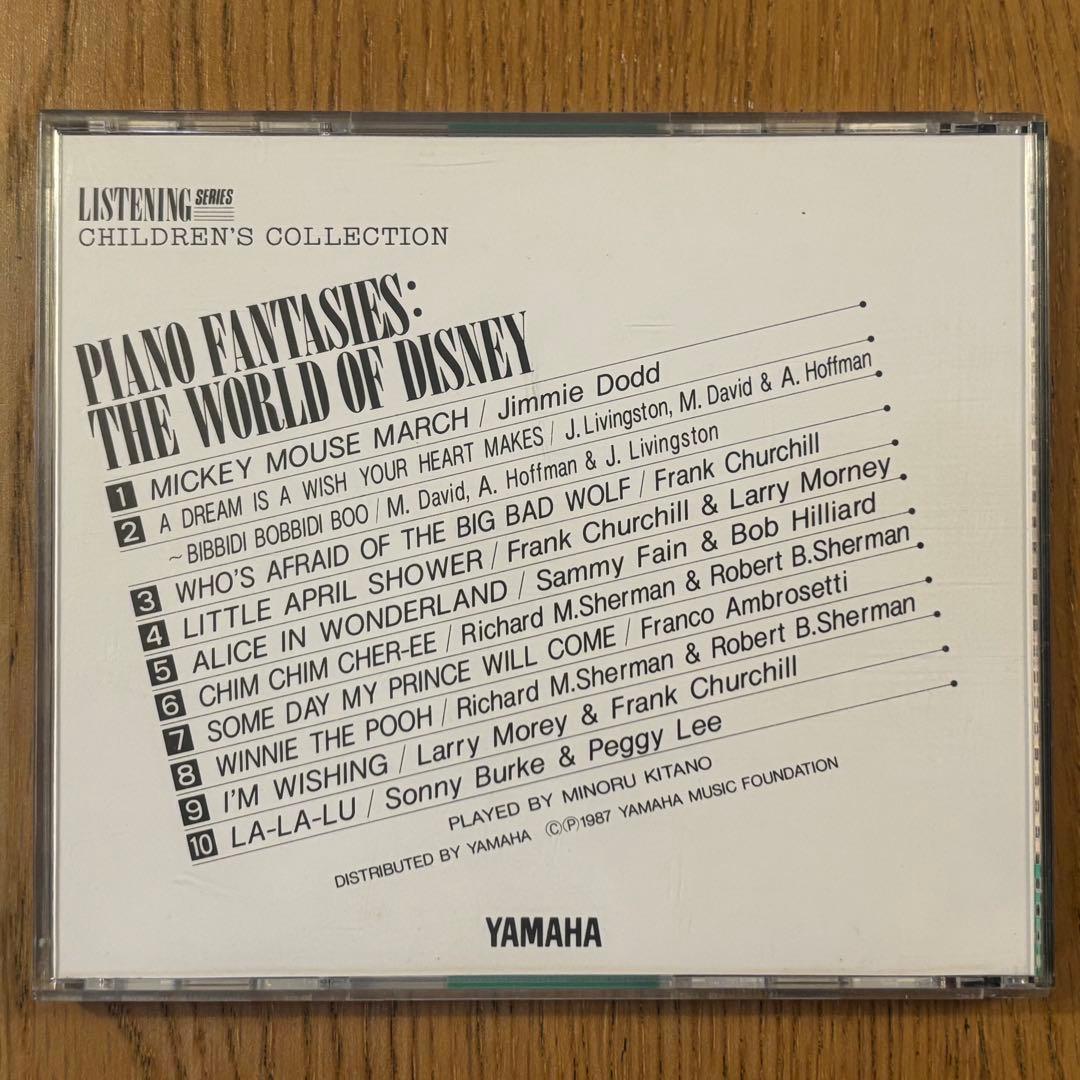 LISTENING SERIES
CHILDREN'S COLLECTION
PIANO FANTASIES:
THE WORLD OF DISNEY
1 MICKEY MOUSE MARCH / Jimmie Dodd
2 A DREAM IS A WISH YOUR HEART MAKES / J. Livingston, M. David & A. Hoffman
~ BIBBIDI BOBBIDI BOO / M. David, A. Hoffman & J. Livingston
3 WHO'S AFRAID OF THE BIG BAD WOLF / Frank Churchill
4 LITTLE APRIL SHOWER / Frank Churchill & Larry Morney
5 ALICE IN WONDERLAND / Sammy Fain & Bob Hilliard
6 CHIM CHIM CHER-EE / Richard M.Sherman & Robert B.Sherman
7 SOME DAY MY PRINCE WILL COME / Franco Ambrosetti
8 WINNIE THE POOH / Richard M.Sherman & Robert B.Sherman
9 I'M WISHING / Larry Morey & Frank Churchill
10 LA-LA-LU / Sonny Burke & Peggy Lee
PLAYED BY MINORU KITANO
DISTRIBUTED BY YAMAHA ©℗1987 YAMAHA MUSIC FOUNDATION
YAMAHA